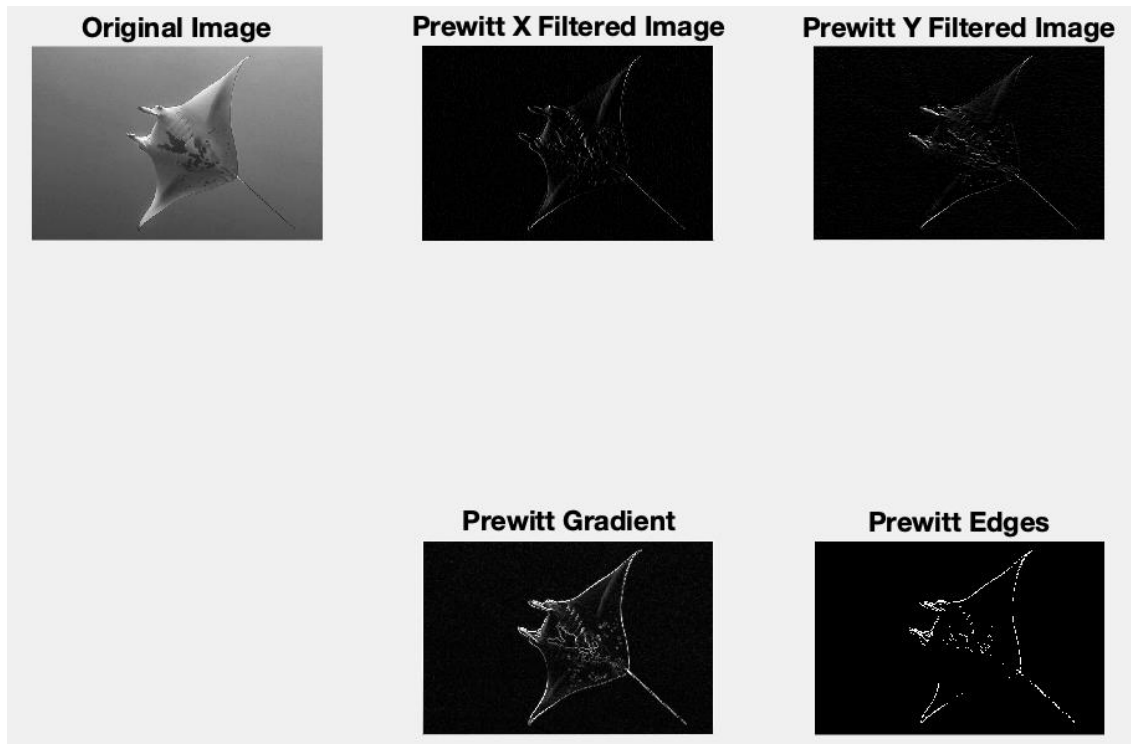 Original Image
Prewitt X Filtered Image
Prewitt Y Filtered Image
Prewitt Gradient
Prewitt Edges